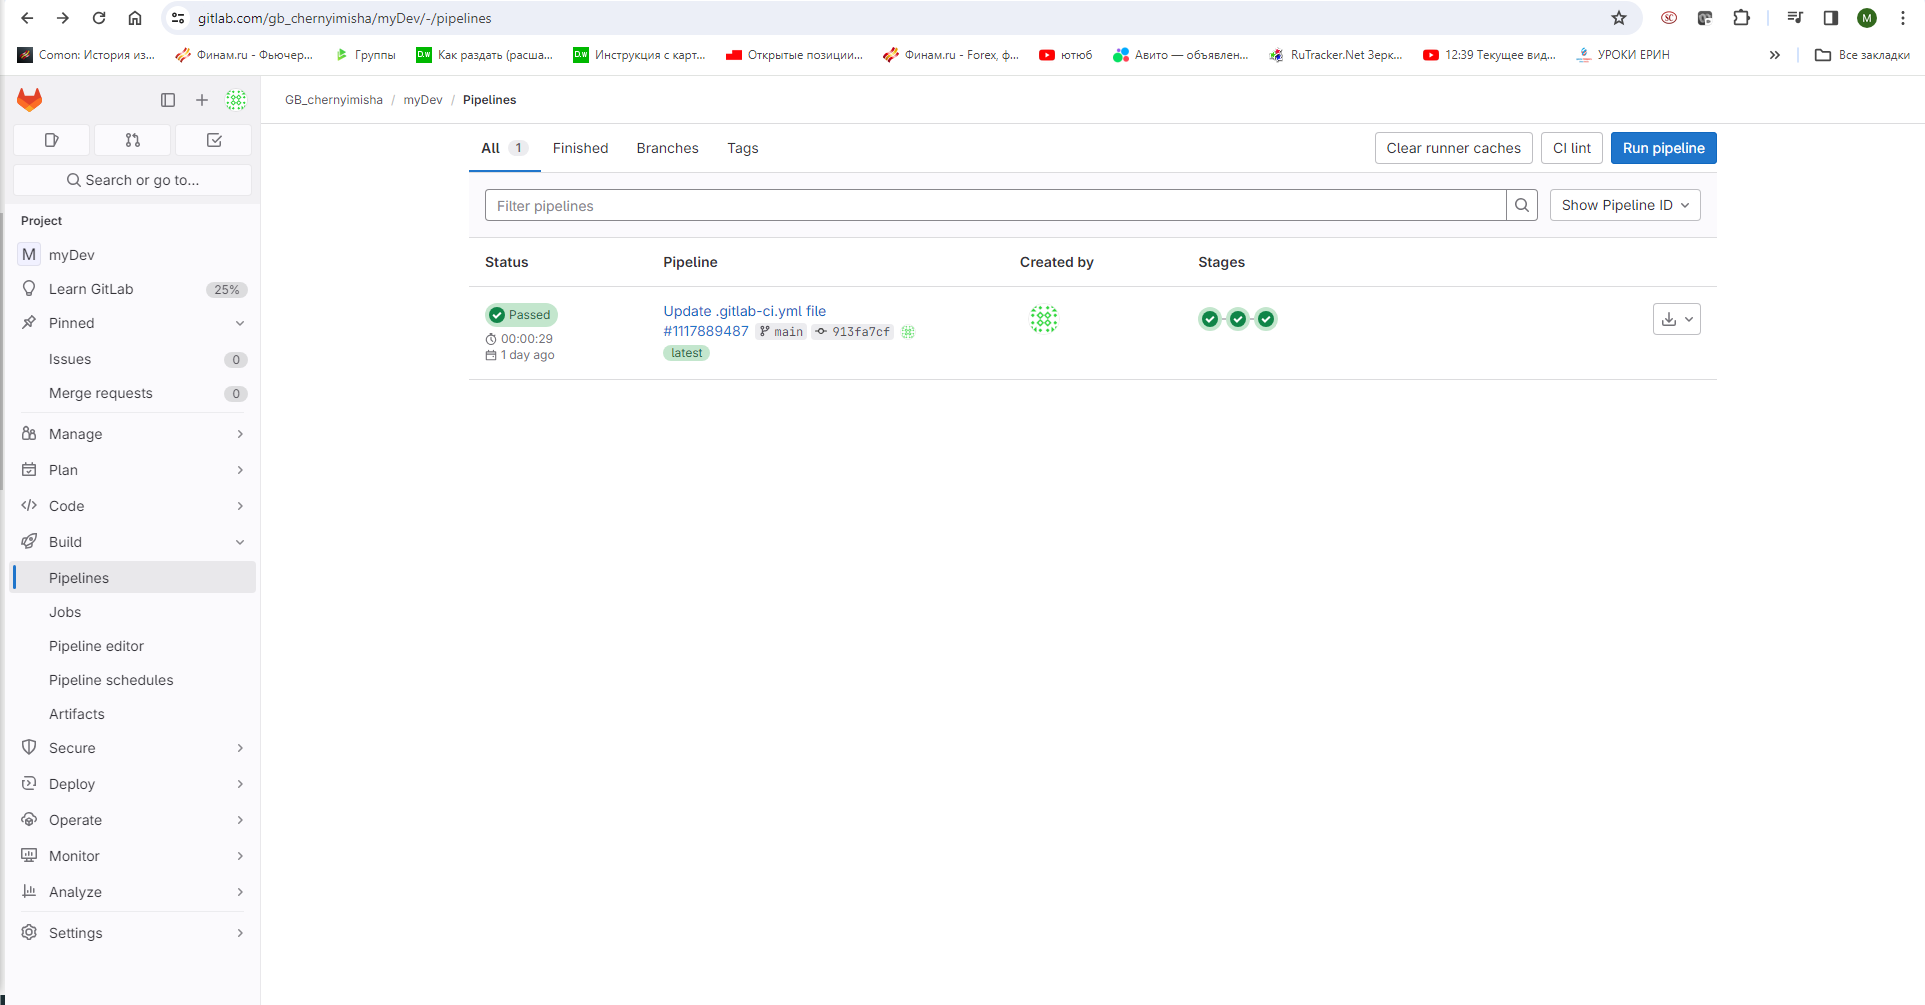 gitlab.com/gb_chernyimisha/myDev/-/pipelines
M
Comon: История из...
Финам.ru - Фьючер...
Группы
D.W Как раздать (расша...
D.W Инструкция с карт...
Открытые позиции...
Финам.ru - Forex, ф...
ютюб
Авито — объявлен...
RuTracker.Net Зерк...
12:39 Текущее вид...
УРОКИ ЕРИН
Все закладки
GB_chernyimisha / myDev / Pipelines
Search or go to...
Project
M myDev
Learn GitLab 25%
Pinned
Issues 0
Merge requests 0
Manage
Plan
Code
Build
Pipelines
Jobs
Pipeline editor
Pipeline schedules
Artifacts
Secure
Deploy
Operate
Monitor
Analyze
Settings
All 1 Finished Branches Tags
Clear runner caches CI lint Run pipeline
Filter pipelines Show Pipeline ID
Status Pipeline Created by Stages
Passed
00:00:29
1 day ago
Update .gitlab-ci.yml file
#1117889487 main 913fa7cf
latest